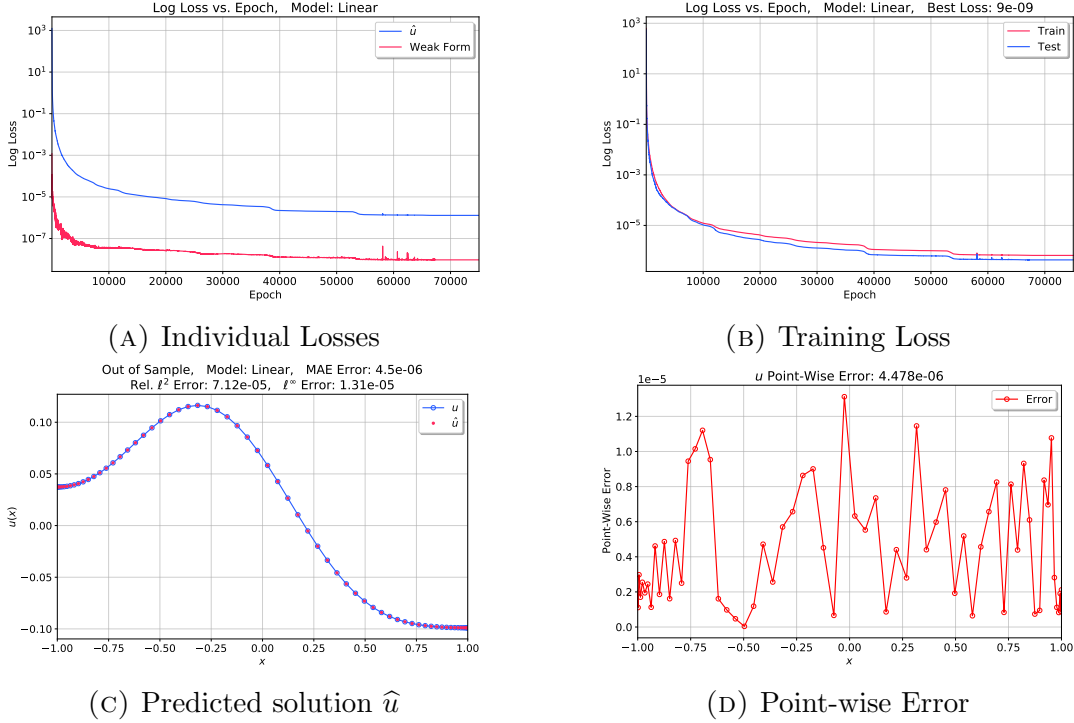 Log Loss vs. Epoch, Model: Linear
Log Loss
10^3
10^1
10^-1
10^-3
10^-5
10^-7
û
Weak Form
10000 20000 30000 40000 50000 60000 70000
Epoch
(A) Individual Losses
Log Loss vs. Epoch, Model: Linear, Best Loss: 9e-09
Log Loss
10^3
10^1
10^-1
10^-3
10^-5
Train
Test
10000 20000 30000 40000 50000 60000 70000
Epoch
(B) Training Loss
Out of Sample, Model: Linear, MAE Error: 4.5e-06
Rel. ℓ² Error: 7.12e-05, ℓ^∞ Error: 1.31e-05
u(x)
0.10
0.05
0.00
−0.05
−0.10
u
û
−1.00 −0.75 −0.50 −0.25 0.00 0.25 0.50 0.75 1.00
x
(C) Predicted solution û
1e−5
u Point-Wise Error: 4.478e-06
Point-Wise Error
1.2
1.0
0.8
0.6
0.4
0.2
0.0
Error
−1.00 −0.75 −0.50 −0.25 0.00 0.25 0.50 0.75 1.00
x
(D) Point-wise Error